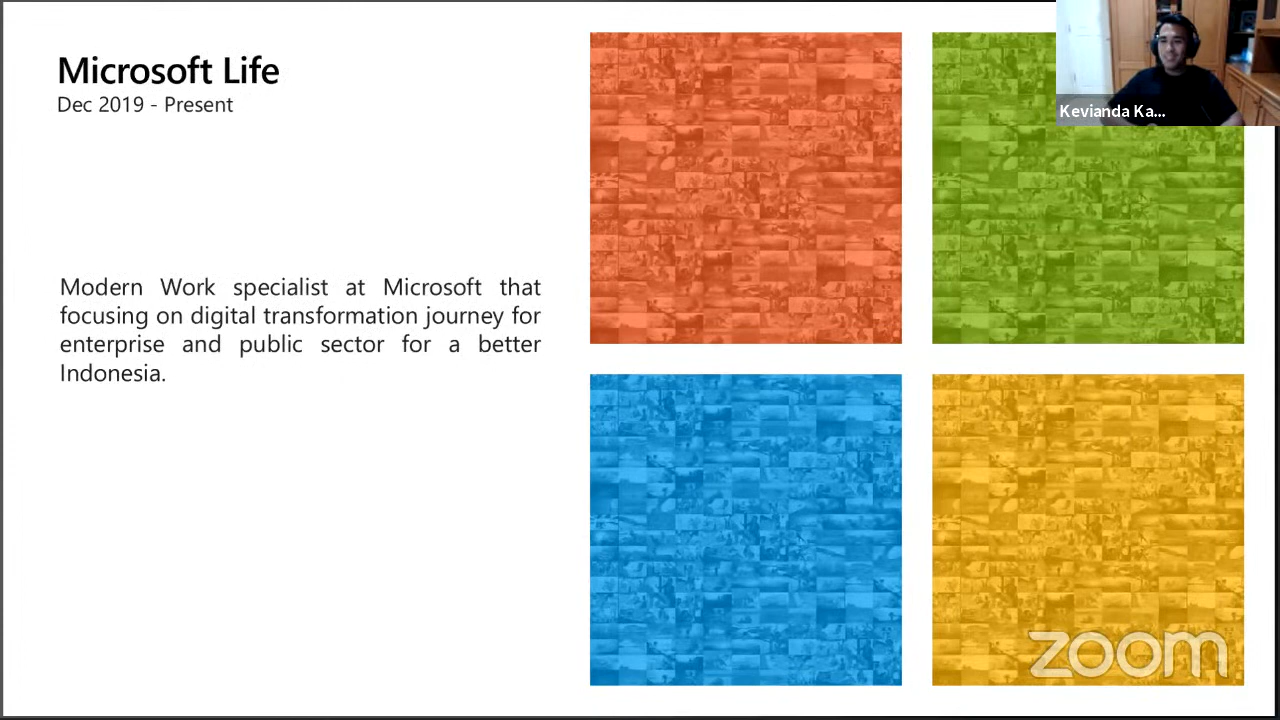 Microsoft Life
Dec 2019 - Present
Kevianda Ka...
Modern Work specialist at Microsoft that
focusing on digital transformation journey for
enterprise and public sector for a better
Indonesia.
zoom